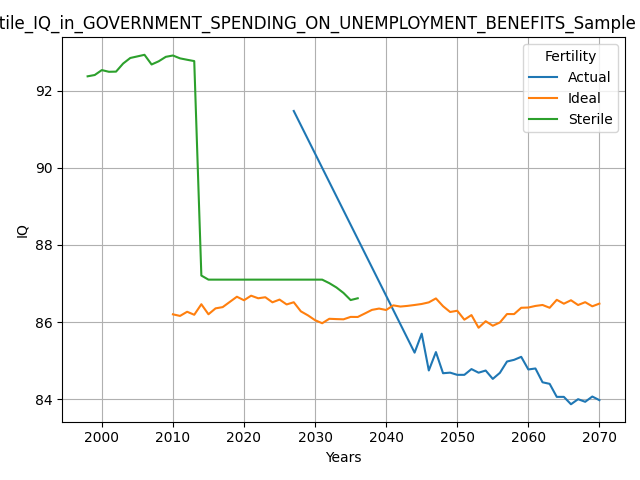 tile_IQ_in_GOVERNMENT_SPENDING_ON_UNEMPLOYMENT_BENEFITS_Sample
Fertility
Actual
Ideal
Sterile
IQ
92
90
88
86
84
2000 2010 2020 2030 2040 2050 2060 2070
Years